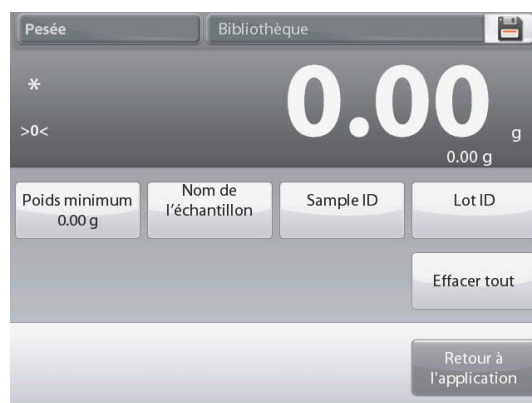 Pesée
Bibliothèque
*
>0<
0.00 g
0.00 g
Poids minimum
0.00 g
Nom de
l'échantillon
Sample ID
Lot ID
Effacer tout
Retour à
l'application